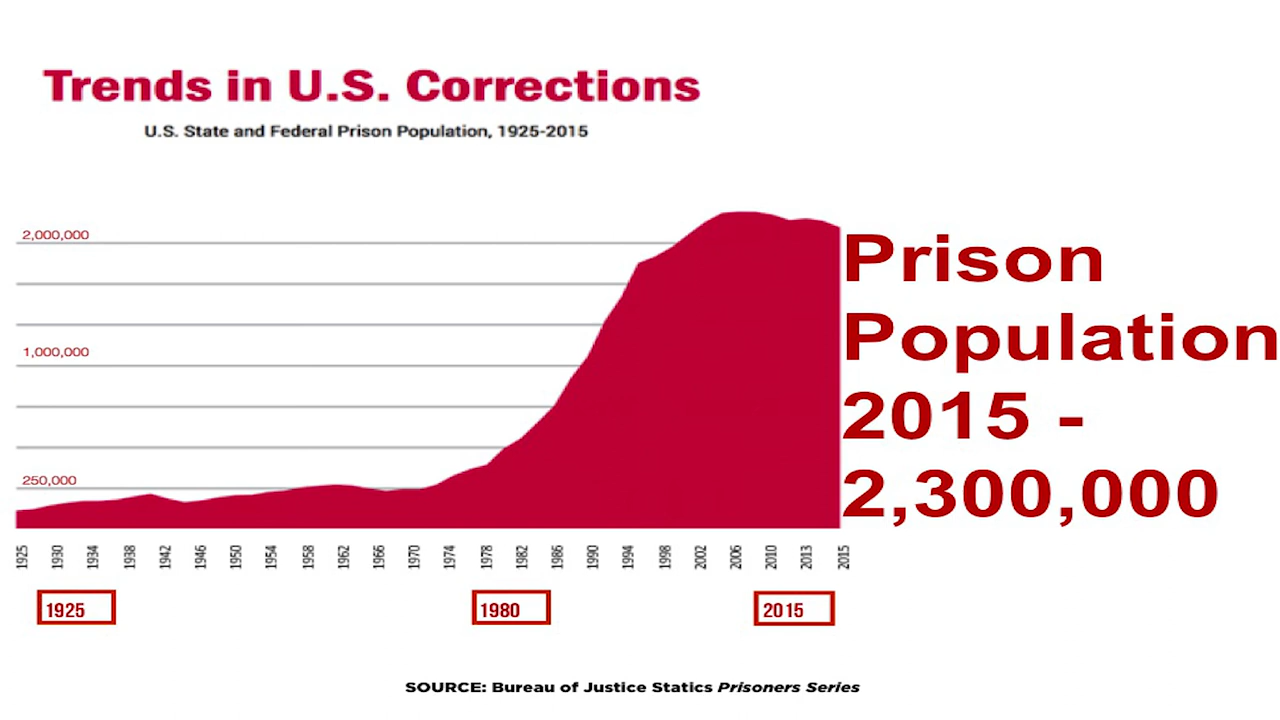 Trends in U.S. Corrections
U.S. State and Federal Prison Population, 1925-2015
2,000,000
1,000,000
250,000
Prison
Population
2015 -
2,300,000
1925 1930 1934 1938 1942 1946 1950 1954 1958 1962 1966 1970 1974 1978 1982 1986 1990 1994 1998 2002 2006 2010 2013 2015
1925 1980 2015
SOURCE: Bureau of Justice Statics Prisoners Series